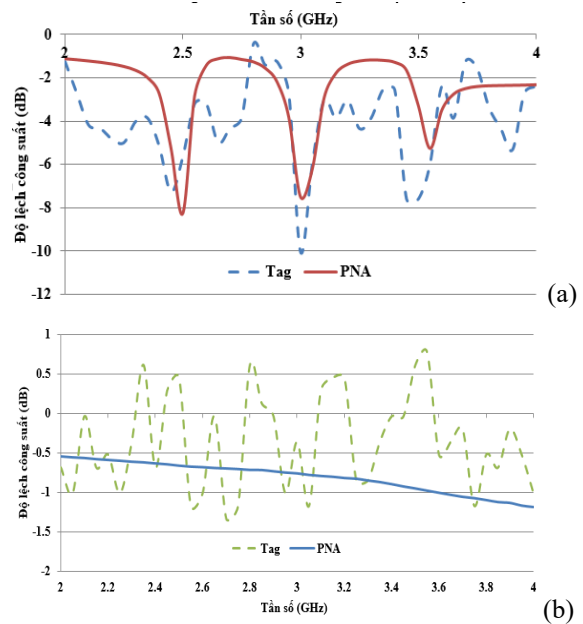 Tần số (GHz)
2 2.5 3 3.5 4
0
-2
-4
-6
-8
-10
-12
Độ lệch công suất (dB)
Tag PNA
(a)
1
0.5
0
-0.5
-1
-1.5
-2
Độ lệch công suất (dB)
2 2.2 2.4 2.6 2.8 3 3.2 3.4 3.6 3.8 4
Tag PNA
Tần số (GHz)
(b)